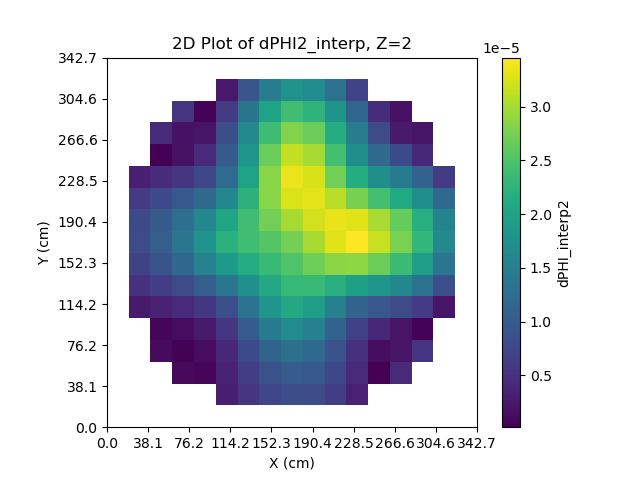 2D Plot of dPHI2_interp, Z=2
1e−5
342.7
304.6
266.6
228.5
190.4
152.3
114.2
76.2
38.1
0.0
Y (cm)
0.0 38.1 76.2 114.2 152.3 190.4 228.5 266.6 304.6 342.7
X (cm)
3.0
2.5
2.0
1.5
1.0
0.5
dPHI_interp2